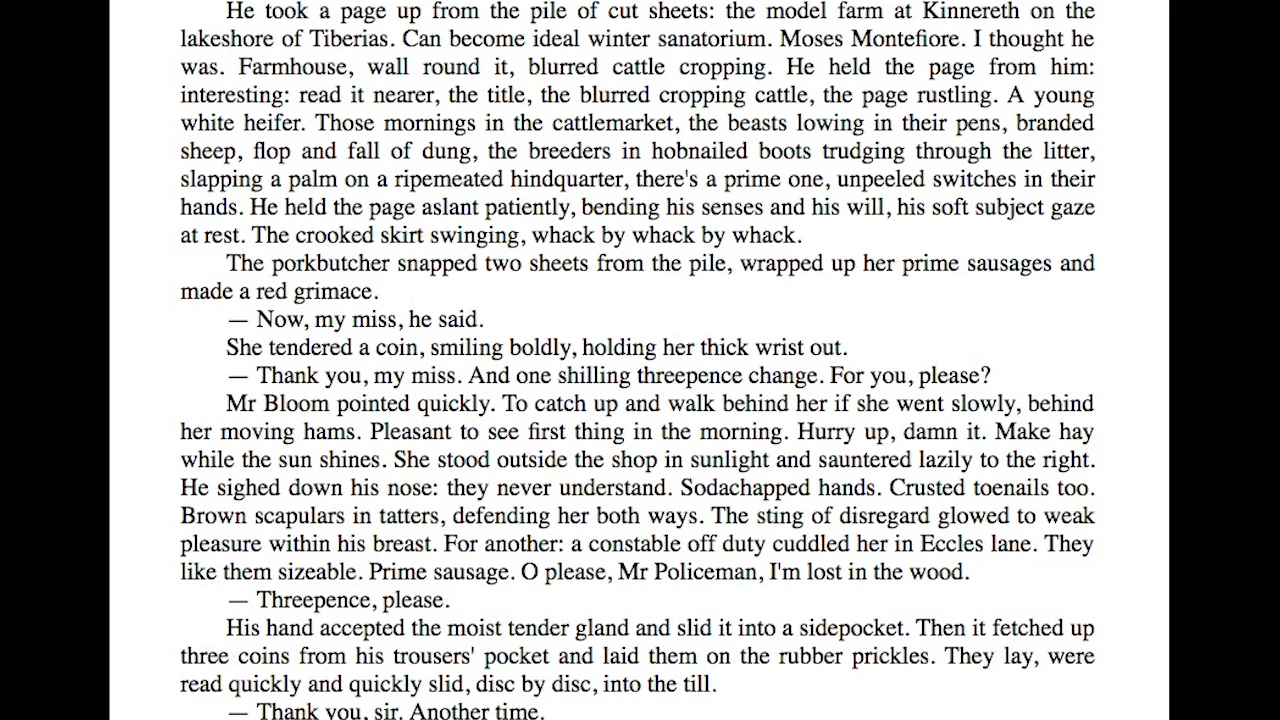 He took a page up from the pile of cut sheets: the model farm at Kinnereth on the
lakeshore of Tiberias. Can become ideal winter sanatorium. Moses Montefiore. I thought he
was. Farmhouse, wall round it, blurred cattle cropping. He held the page from him:
interesting: read it nearer, the title, the blurred cropping cattle, the page rustling. A young
white heifer. Those mornings in the cattlemarket, the beasts lowing in their pens, branded
sheep, flop and fall of dung, the breeders in hobnailed boots trudging through the litter,
slapping a palm on a ripemeated hindquarter, there's a prime one, unpeeled switches in their
hands. He held the page aslant patiently, bending his senses and his will, his soft subject gaze
at rest. The crooked skirt swinging, whack by whack by whack.
The porkbutcher snapped two sheets from the pile, wrapped up her prime sausages and
made a red grimace.
— Now, my miss, he said.
She tendered a coin, smiling boldly, holding her thick wrist out.
— Thank you, my miss. And one shilling threepence change. For you, please?
Mr Bloom pointed quickly. To catch up and walk behind her if she went slowly, behind
her moving hams. Pleasant to see first thing in the morning. Hurry up, damn it. Make hay
while the sun shines. She stood outside the shop in sunlight and sauntered lazily to the right.
He sighed down his nose: they never understand. Sodachapped hands. Crusted toenails too.
Brown scapulars in tatters, defending her both ways. The sting of disregard glowed to weak
pleasure within his breast. For another: a constable off duty cuddled her in Eccles lane. They
like them sizeable. Prime sausage. O please, Mr Policeman, I'm lost in the wood.
— Threepence, please.
His hand accepted the moist tender gland and slid it into a sidepocket. Then it fetched up
three coins from his trousers' pocket and laid them on the rubber prickles. They lay, were
read quickly and quickly slid, disc by disc, into the till.
— Thank you, sir. Another time.